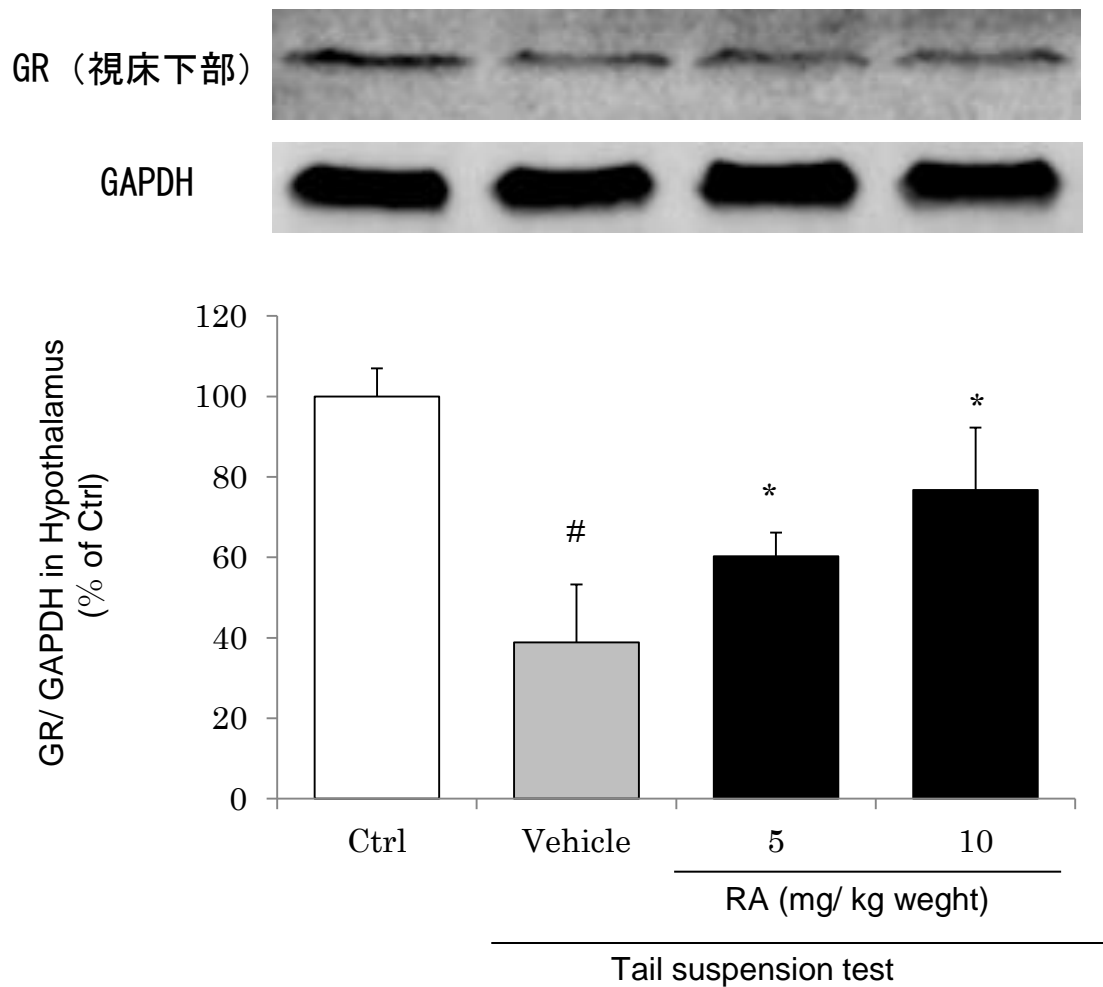 GR（視床下部）
GAPDH
120
100
80
60
40
20
0
GR/ GAPDH in Hypothalamus
(% of Ctrl)
#
*
*
Ctrl Vehicle 5 10
RA (mg/ kg weght)
Tail suspension test